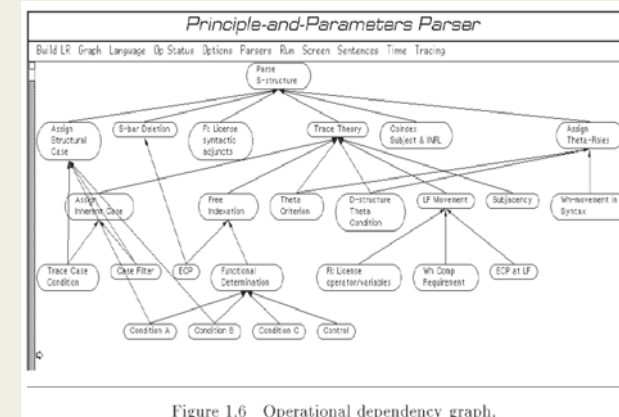 Principle-and-Parameters Parser
Build LR Graph Language Op Status Options Parsers Run Screen Sentences Time Tracing
Parse
S-structure
Assign
Structural
Case
S-bar Deletion
FI: License
syntactic
adjuncts
Trace Theory
Coindex
Subject & INFL
Assign
Theta-Roles
Assign
Inherent Case
Free
Indexation
Theta
Criterion
D-structure
Theta
Condition
LF Movement
Subjacency
Wh-movement in
Syntax
Trace Case
Condition
Case Filter
ECP
Functional
Determination
FI: License
operator/variables
Wh Comp
Requirement
ECP at LF
Condition A
Condition B
Condition C
Control
Figure 1.6 Operational dependency graph.